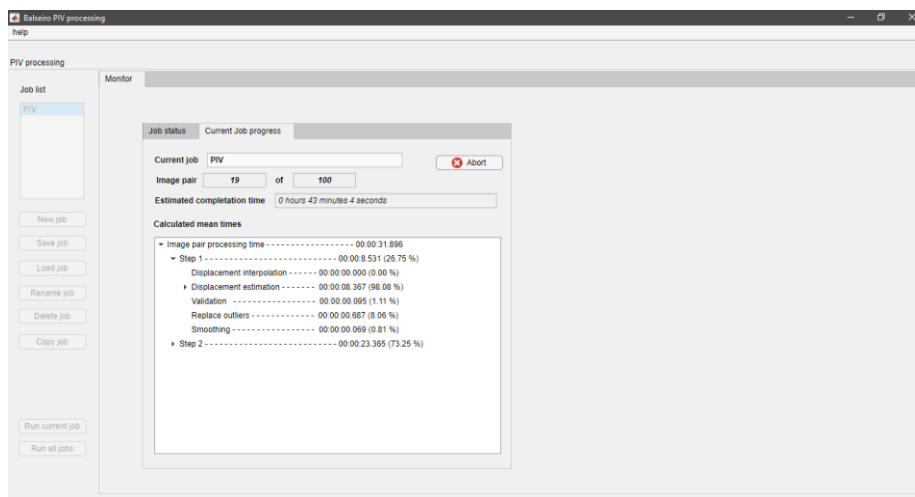 Balseiro PIV processing
help
PIV processing
Monitor
Job list
PIV
Job status Current Job progress
Current job PIV Abort
Image pair 19 of 100
Estimated completion time 0 hours 43 minutes 4 seconds
Calculated mean times
Image pair processing time - - - - - - - - - - - - - - - - - - 00:00:31.896
Step 1 - - - - - - - - - - - - - - - - - - - - - - - - - - - 00:00:8.531 (26.75 %)
Displacement interpolation - - - - - - 00:00:00.000 (0.00 %)
Displacement estimation - - - - - - - 00:00:08.367 (98.08 %)
Validation - - - - - - - - - - - - - - - - - 00:00:00.095 (1.11 %)
Replace outliers - - - - - - - - - - - - - 00:00:00.687 (8.06 %)
Smoothing - - - - - - - - - - - - - - - - - 00:00:00.069 (0.81 %)
Step 2 - - - - - - - - - - - - - - - - - - - - - - - - - - - 00:00:23.365 (73.25 %)
New job
Save job
Load job
Rename job
Delete job
Copy job
Run current job
Run all jobs